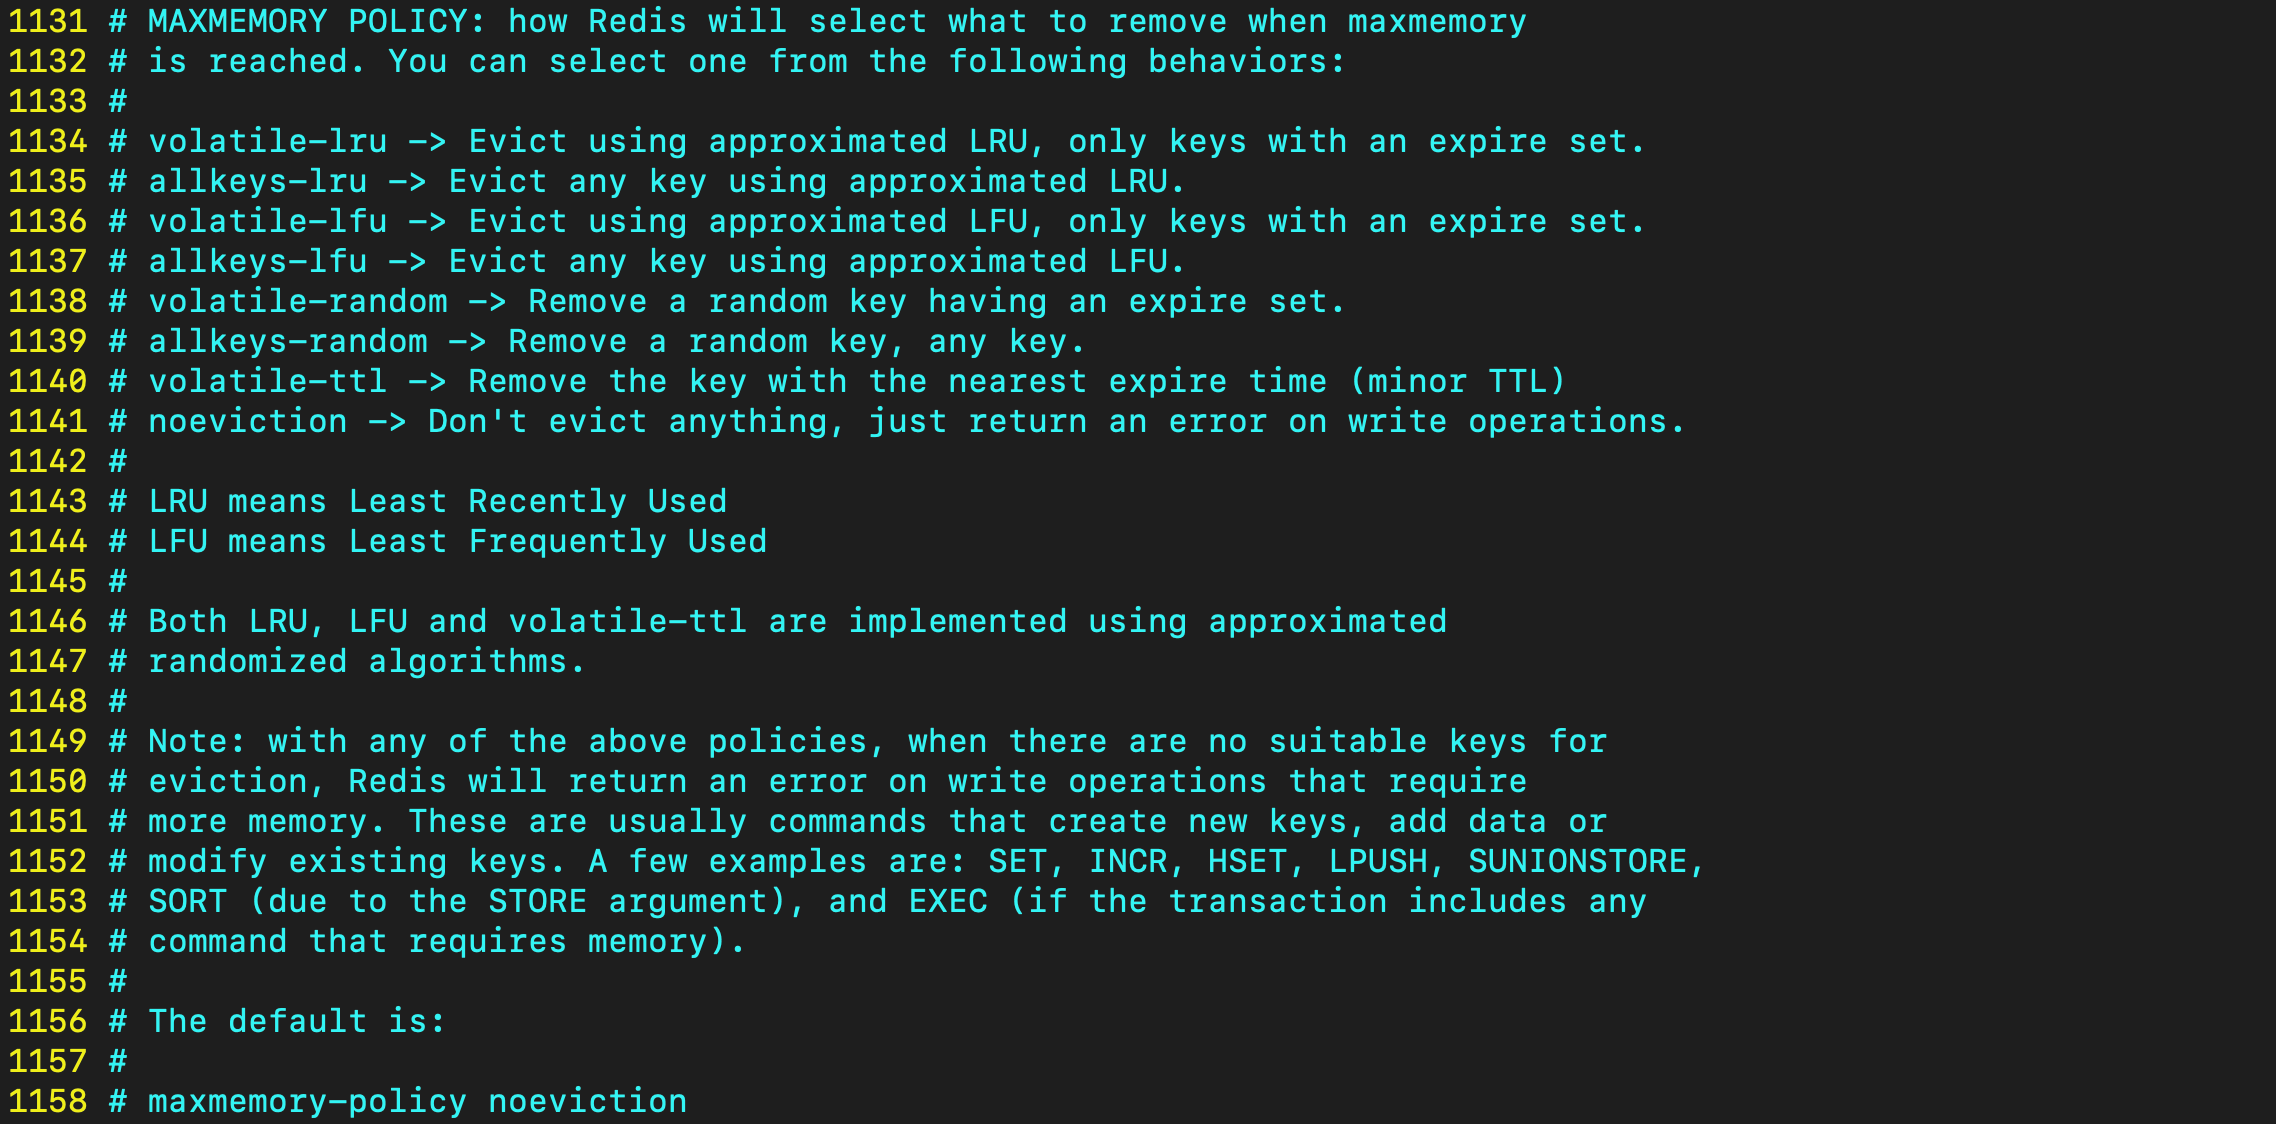 1131 # MAXMEMORY POLICY: how Redis will select what to remove when maxmemory
1132 # is reached. You can select one from the following behaviors:
1133 #
1134 # volatile-lru -> Evict using approximated LRU, only keys with an expire set.
1135 # allkeys-lru -> Evict any key using approximated LRU.
1136 # volatile-lfu -> Evict using approximated LFU, only keys with an expire set.
1137 # allkeys-lfu -> Evict any key using approximated LFU.
1138 # volatile-random -> Remove a random key having an expire set.
1139 # allkeys-random -> Remove a random key, any key.
1140 # volatile-ttl -> Remove the key with the nearest expire time (minor TTL)
1141 # noeviction -> Don't evict anything, just return an error on write operations.
1142 #
1143 # LRU means Least Recently Used
1144 # LFU means Least Frequently Used
1145 #
1146 # Both LRU, LFU and volatile-ttl are implemented using approximated
1147 # randomized algorithms.
1148 #
1149 # Note: with any of the above policies, when there are no suitable keys for
1150 # eviction, Redis will return an error on write operations that require
1151 # more memory. These are usually commands that create new keys, add data or
1152 # modify existing keys. A few examples are: SET, INCR, HSET, LPUSH, SUNIONSTORE,
1153 # SORT (due to the STORE argument), and EXEC (if the transaction includes any
1154 # command that requires memory).
1155 #
1156 # The default is:
1157 #
1158 # maxmemory-policy noeviction